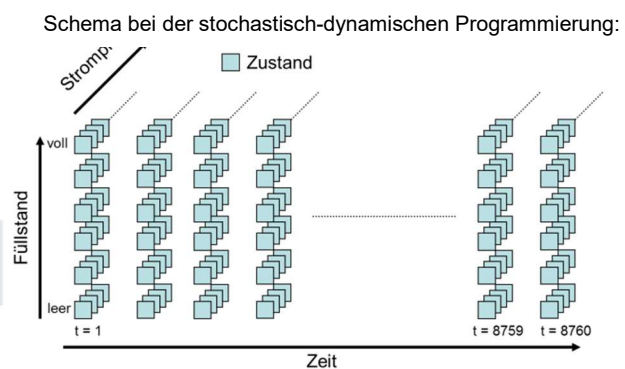 Schema bei der stochastisch-dynamischen Programmierung:
Zustand
voll
Füllstand
leer
t = 1
t = 8759
t = 8760
Zeit